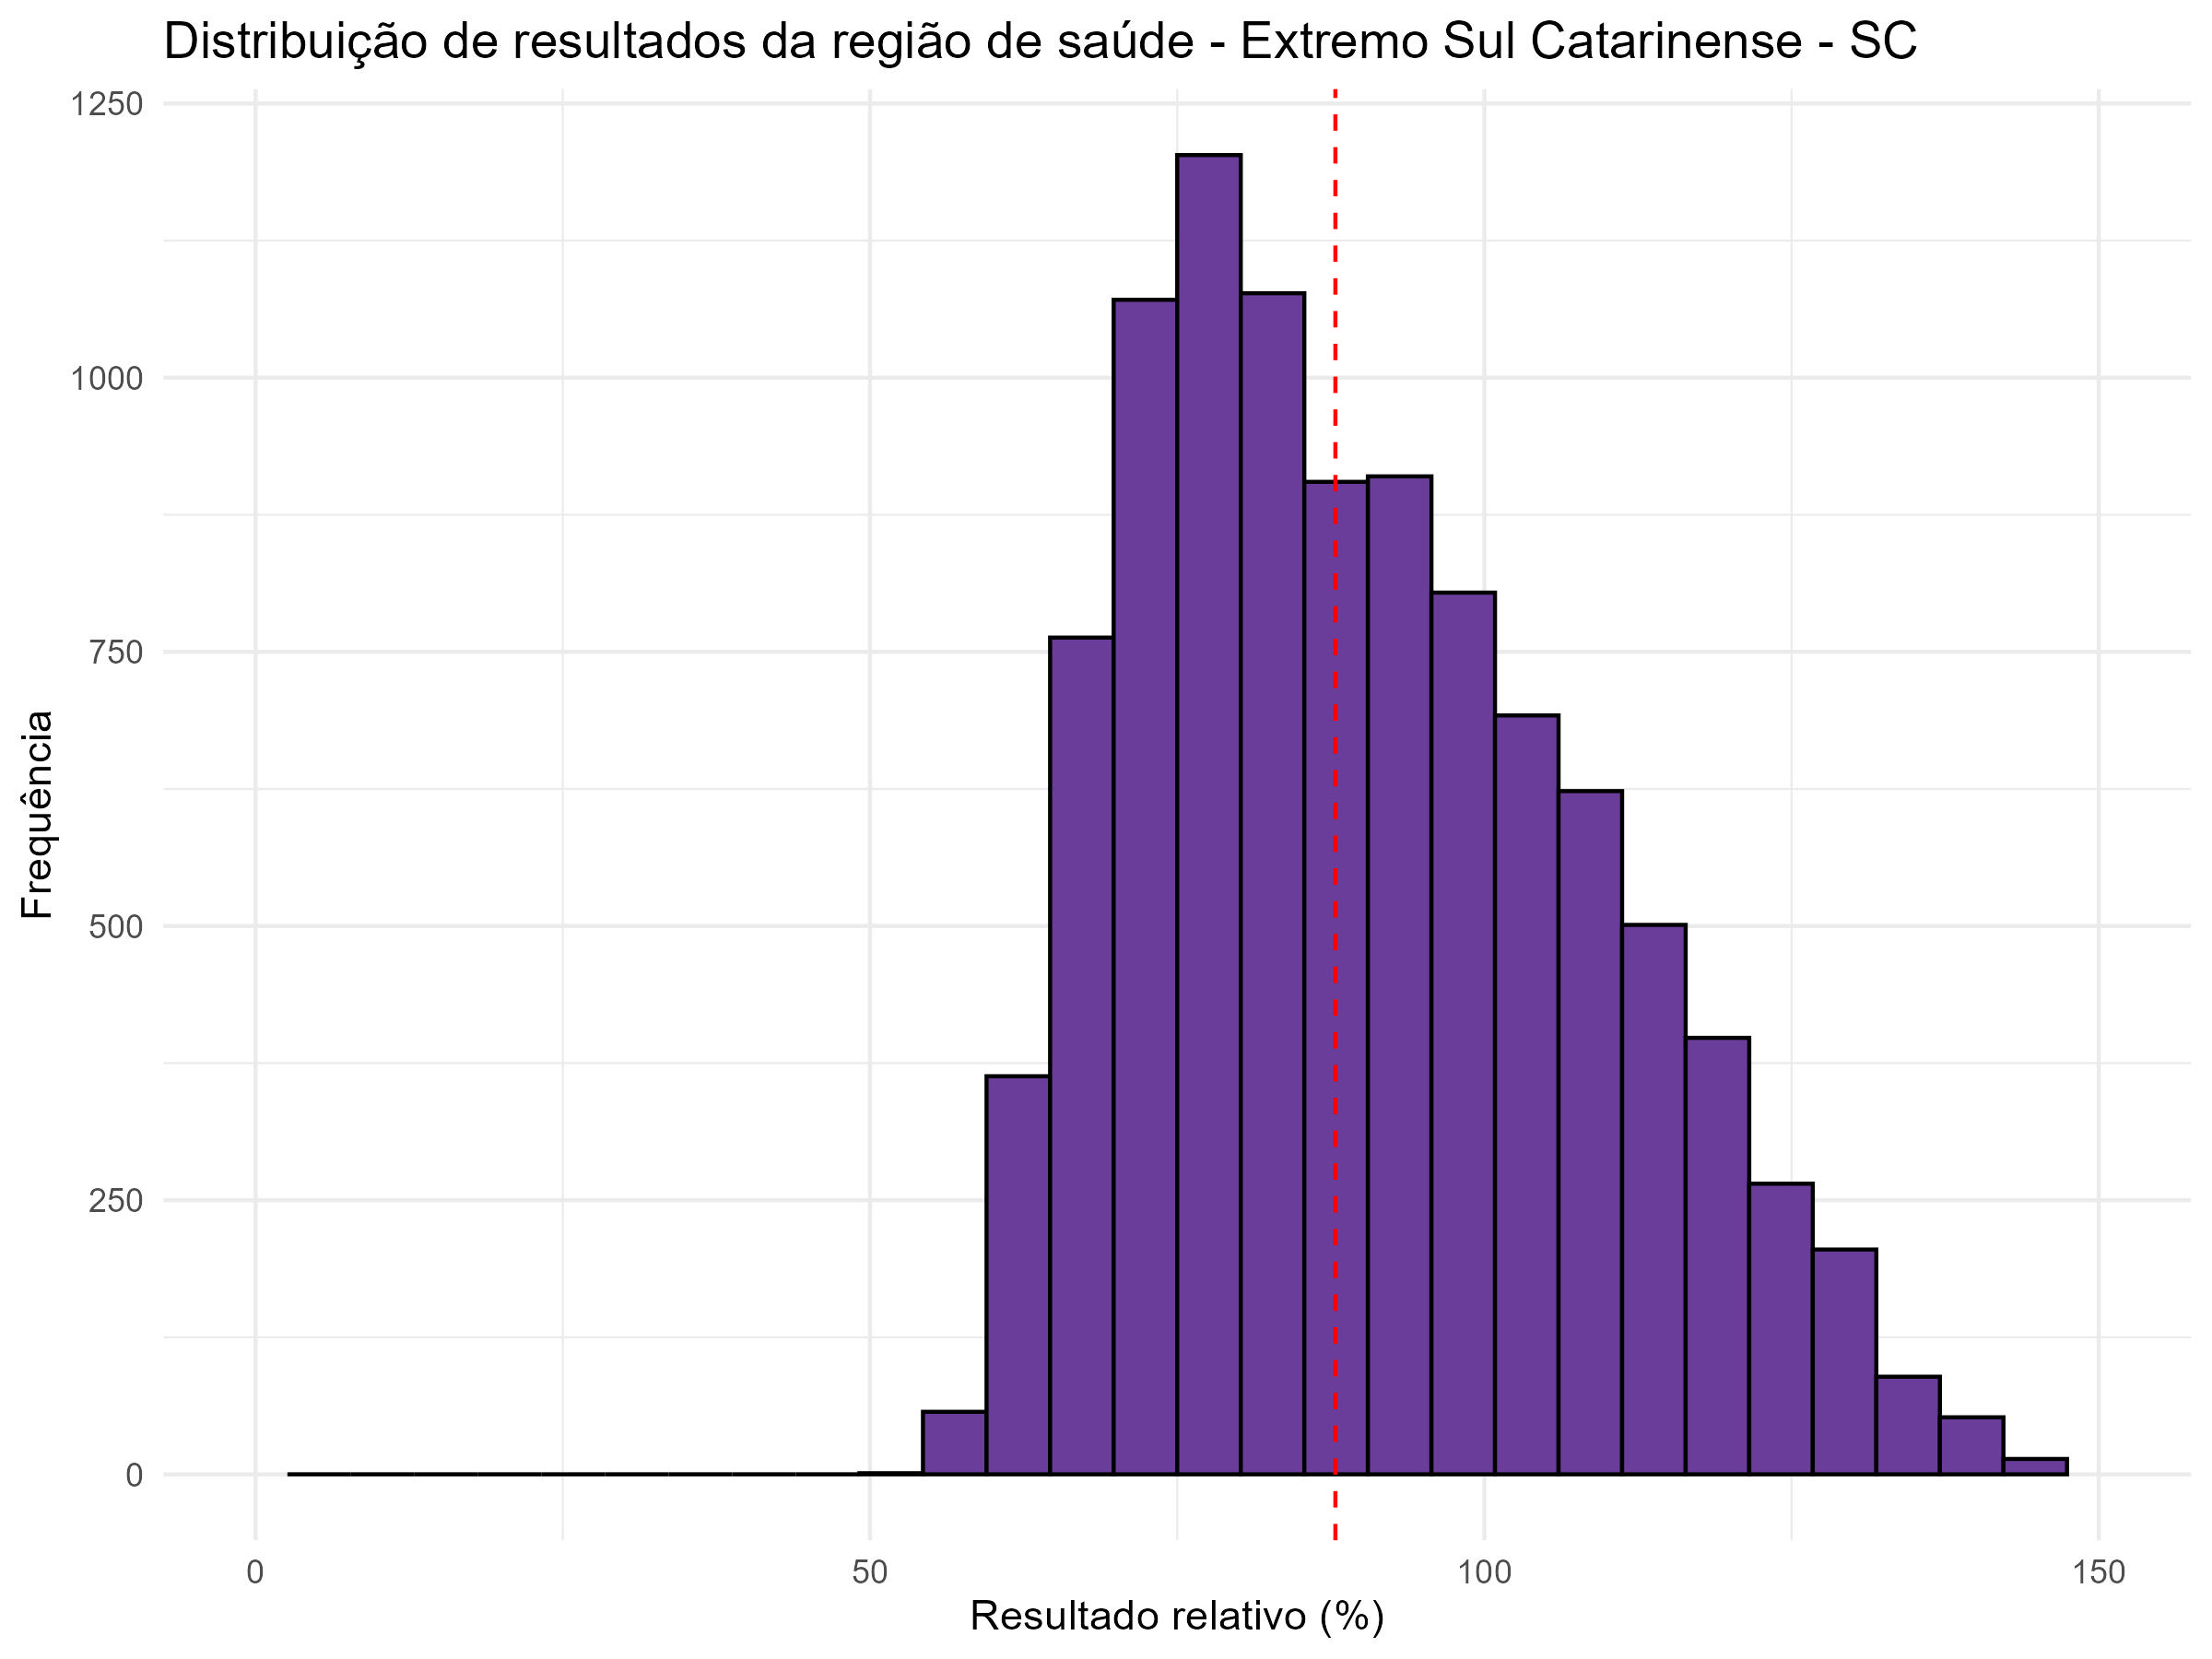 Distribuição de resultados da região de saúde - Extremo Sul Catarinense - SC
1250
1000
750
500
250
0
Frequência
0 50 100 150
Resultado relativo (%)